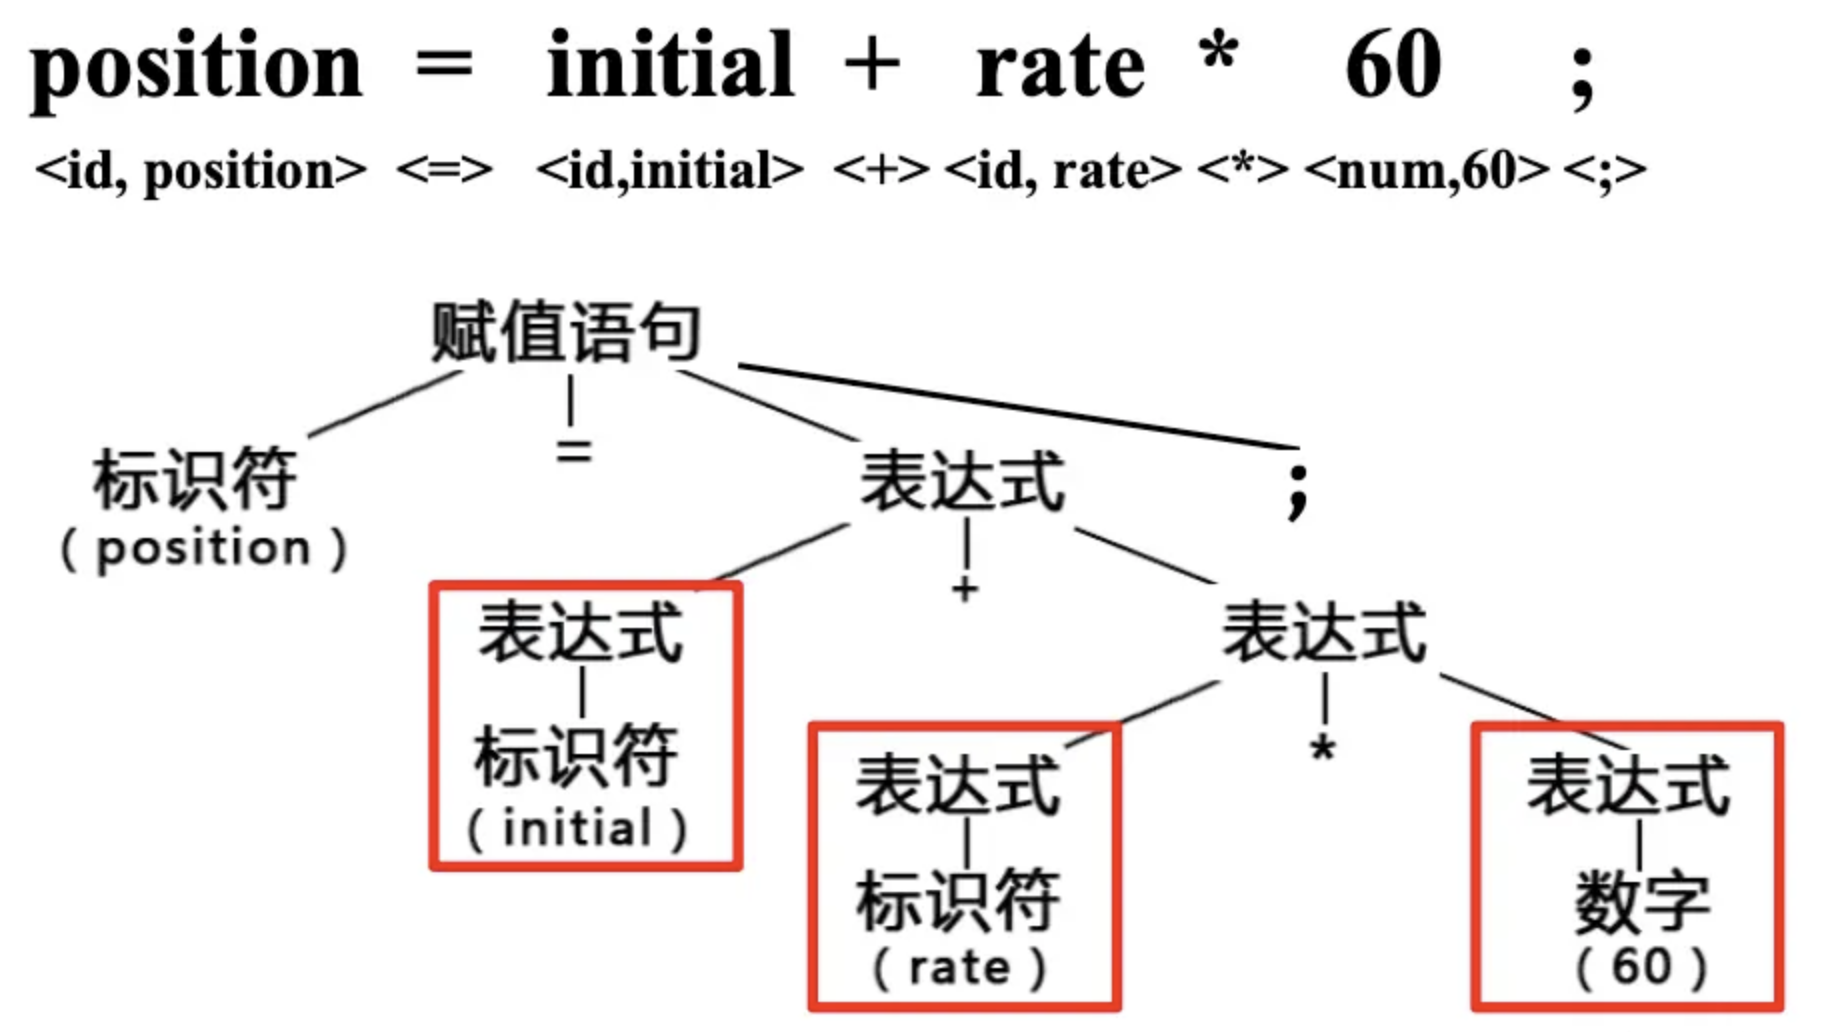 position = initial + rate * 60 ;
<id, position> <=> <id,initial> <+> <id, rate> <*> <num,60> <;>
赋值语句
标识符 = 表达式 ;
(position)
表达式 + 表达式
标识符
(initial)
表达式 * 表达式
标识符 数字
(rate) (60)